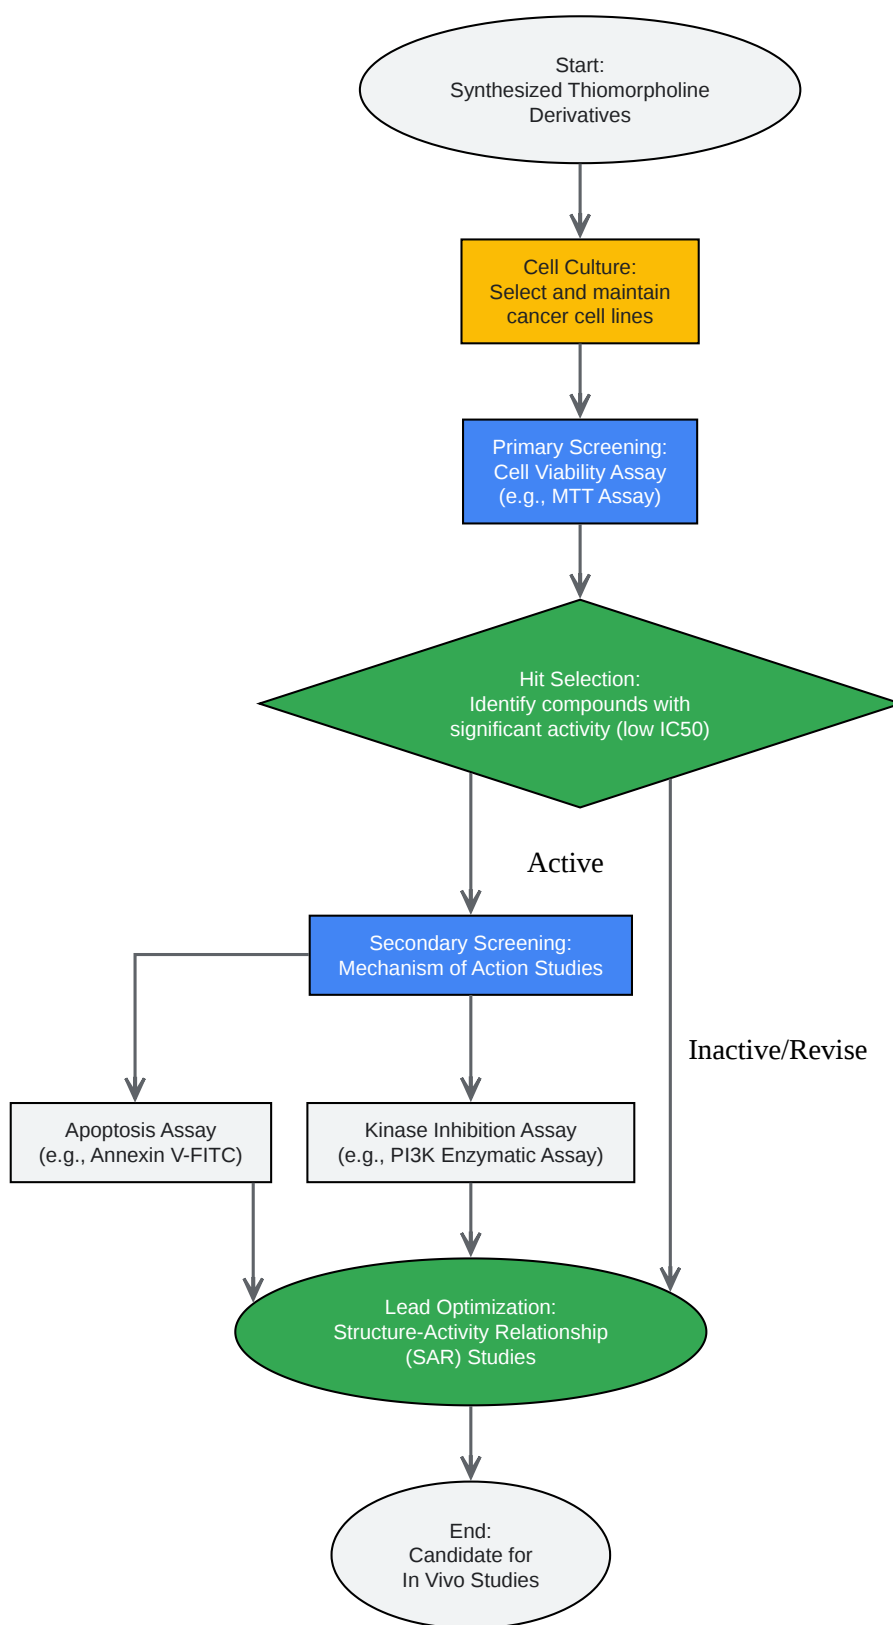 Start:
Synthesized Thiomorpholine
Derivatives
Cell Culture:
Select and maintain
cancer cell lines
Primary Screening:
Cell Viability Assay
(e.g., MTT Assay)
Hit Selection:
Identify compounds with
significant activity (low IC50)
Active
Secondary Screening:
Mechanism of Action Studies
Inactive/Revise
Apoptosis Assay
(e.g., Annexin V-FITC)
Kinase Inhibition Assay
(e.g., PI3K Enzymatic Assay)
Lead Optimization:
Structure-Activity Relationship
(SAR) Studies
End:
Candidate for
In Vivo Studies